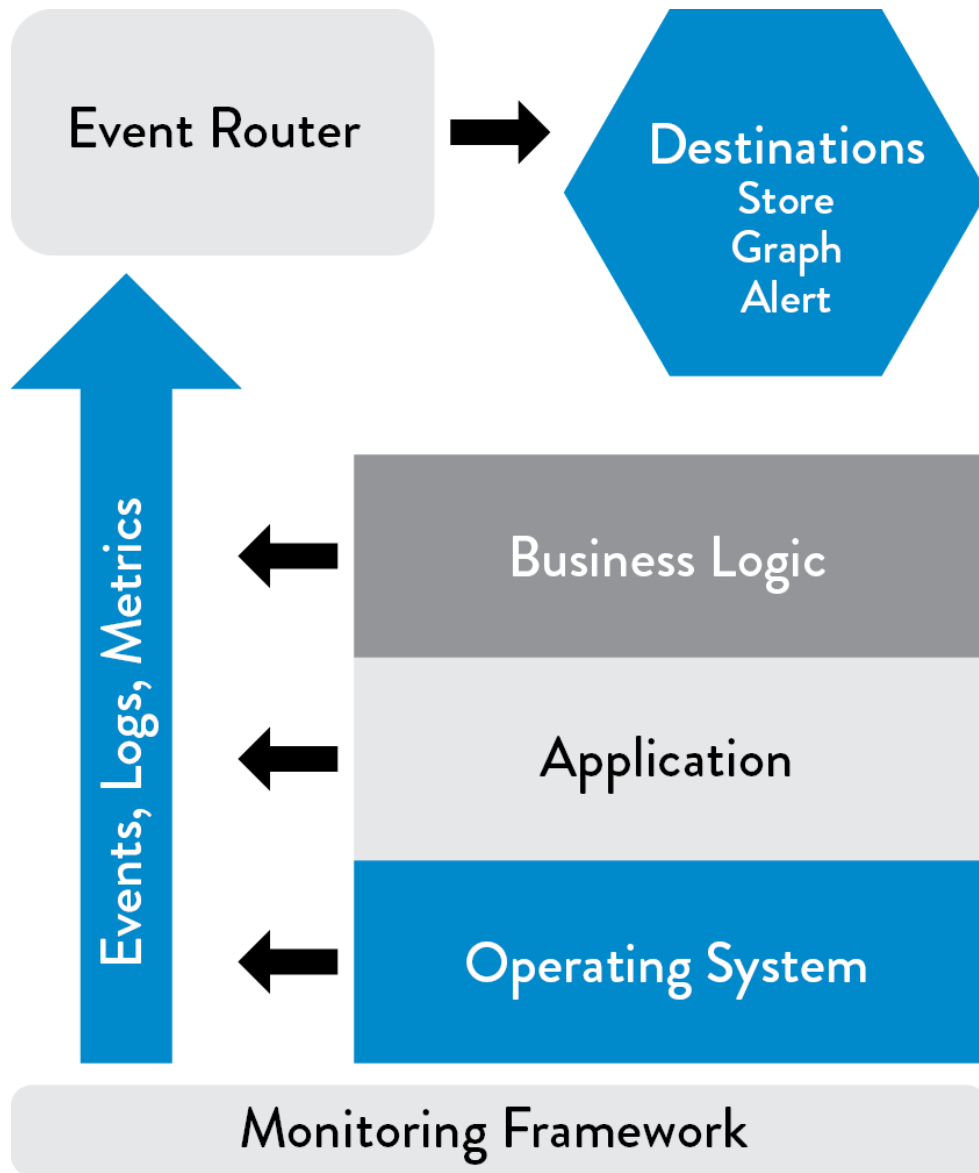 Event Router
Destinations
Store
Graph
Alert
Events, Logs, Metrics
Business Logic
Application
Operating System
Monitoring Framework